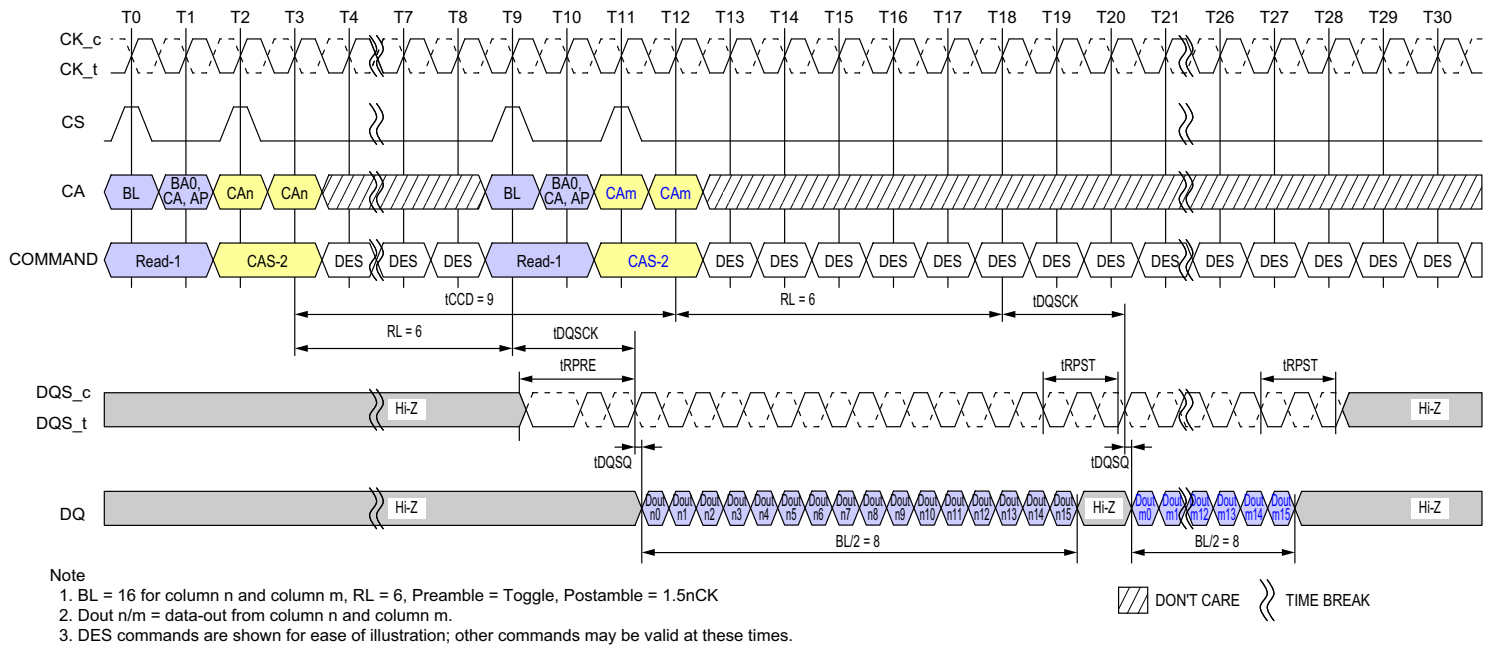 T0 T1 T2 T3 T4 T7 T8 T9 T10 T11 T12 T13 T14 T15 T16 T17 T18 T19 T20 T21 T26 T27 T28 T29 T30
CK_c
CK_t
CS
CA BL BA0, CA, AP CAn CAn BL BA0, CA, AP CAm CAm
COMMAND Read-1 CAS-2 DES DES DES Read-1 CAS-2 DES DES DES DES DES DES DES DES DES DES DES DES DES DES
tCCD = 9 RL = 6 tDQSCK
RL = 6 tDQSCK
tRPRE tRPST tRPST
DQS_c
DQS_t
Hi-Z Hi-Z
tDQSQ tDQSQ
DQ Hi-Z Dout n0 Dout n1 Dout n2 Dout n3 Dout n4 Dout n5 Dout n6 Dout n7 Dout n8 Dout n9 Dout n10 Dout n11 Dout n12 Dout n13 Dout n14 Dout n15 Hi-Z Dout m0 Dout m1 Dout m12 Dout m13 Dout m14 Dout m15 Hi-Z
BL/2 = 8 BL/2 = 8
Note
1. BL = 16 for column n and column m, RL = 6, Preamble = Toggle, Postamble = 1.5nCK
2. Dout n/m = data-out from column n and column m.
3. DES commands are shown for ease of illustration; other commands may be valid at these times.
DON'T CARE TIME BREAK